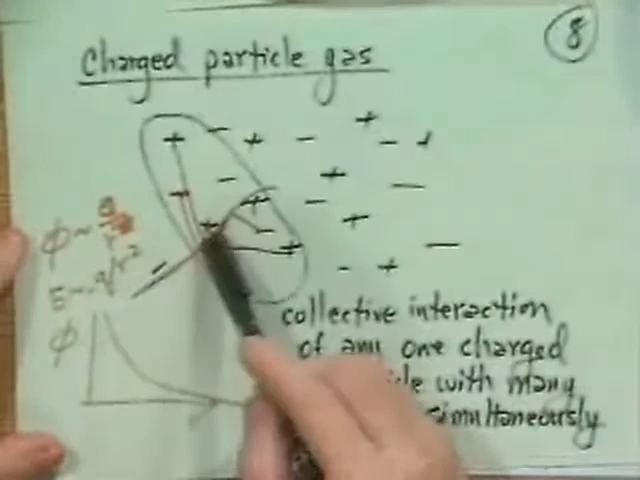 8
Charged particle gas
ϕ ~ q/r
E ~ q/r²
ϕ
collective interaction
of any one charged
with many
simultaneously